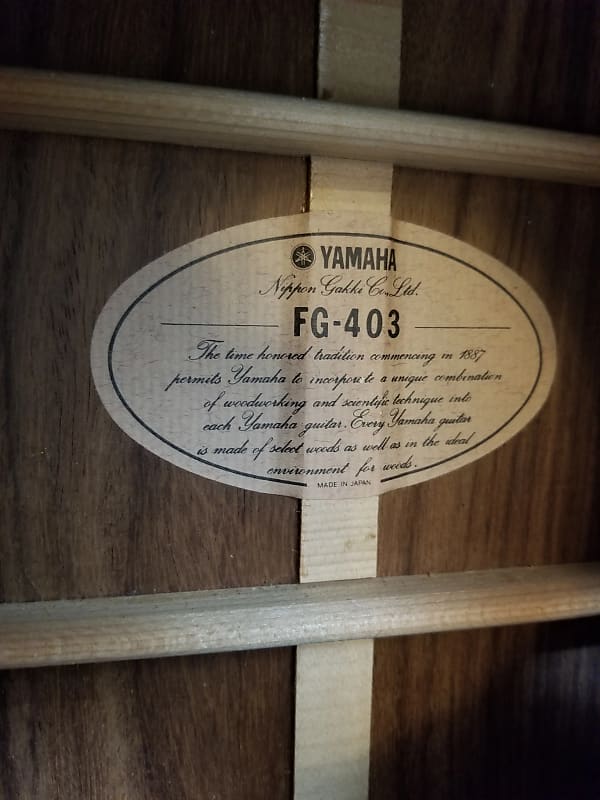 YAMAHA
Nippon Gakki Co., Ltd.
FG-403
The time honored tradition commencing in 1887
permits Yamaha to incorporate a unique combination
of woodworking and scientific technique into
each Yamaha guitar. Every Yamaha guitar
is made of select woods as well as in the ideal
environment for woods.
MADE IN JAPAN